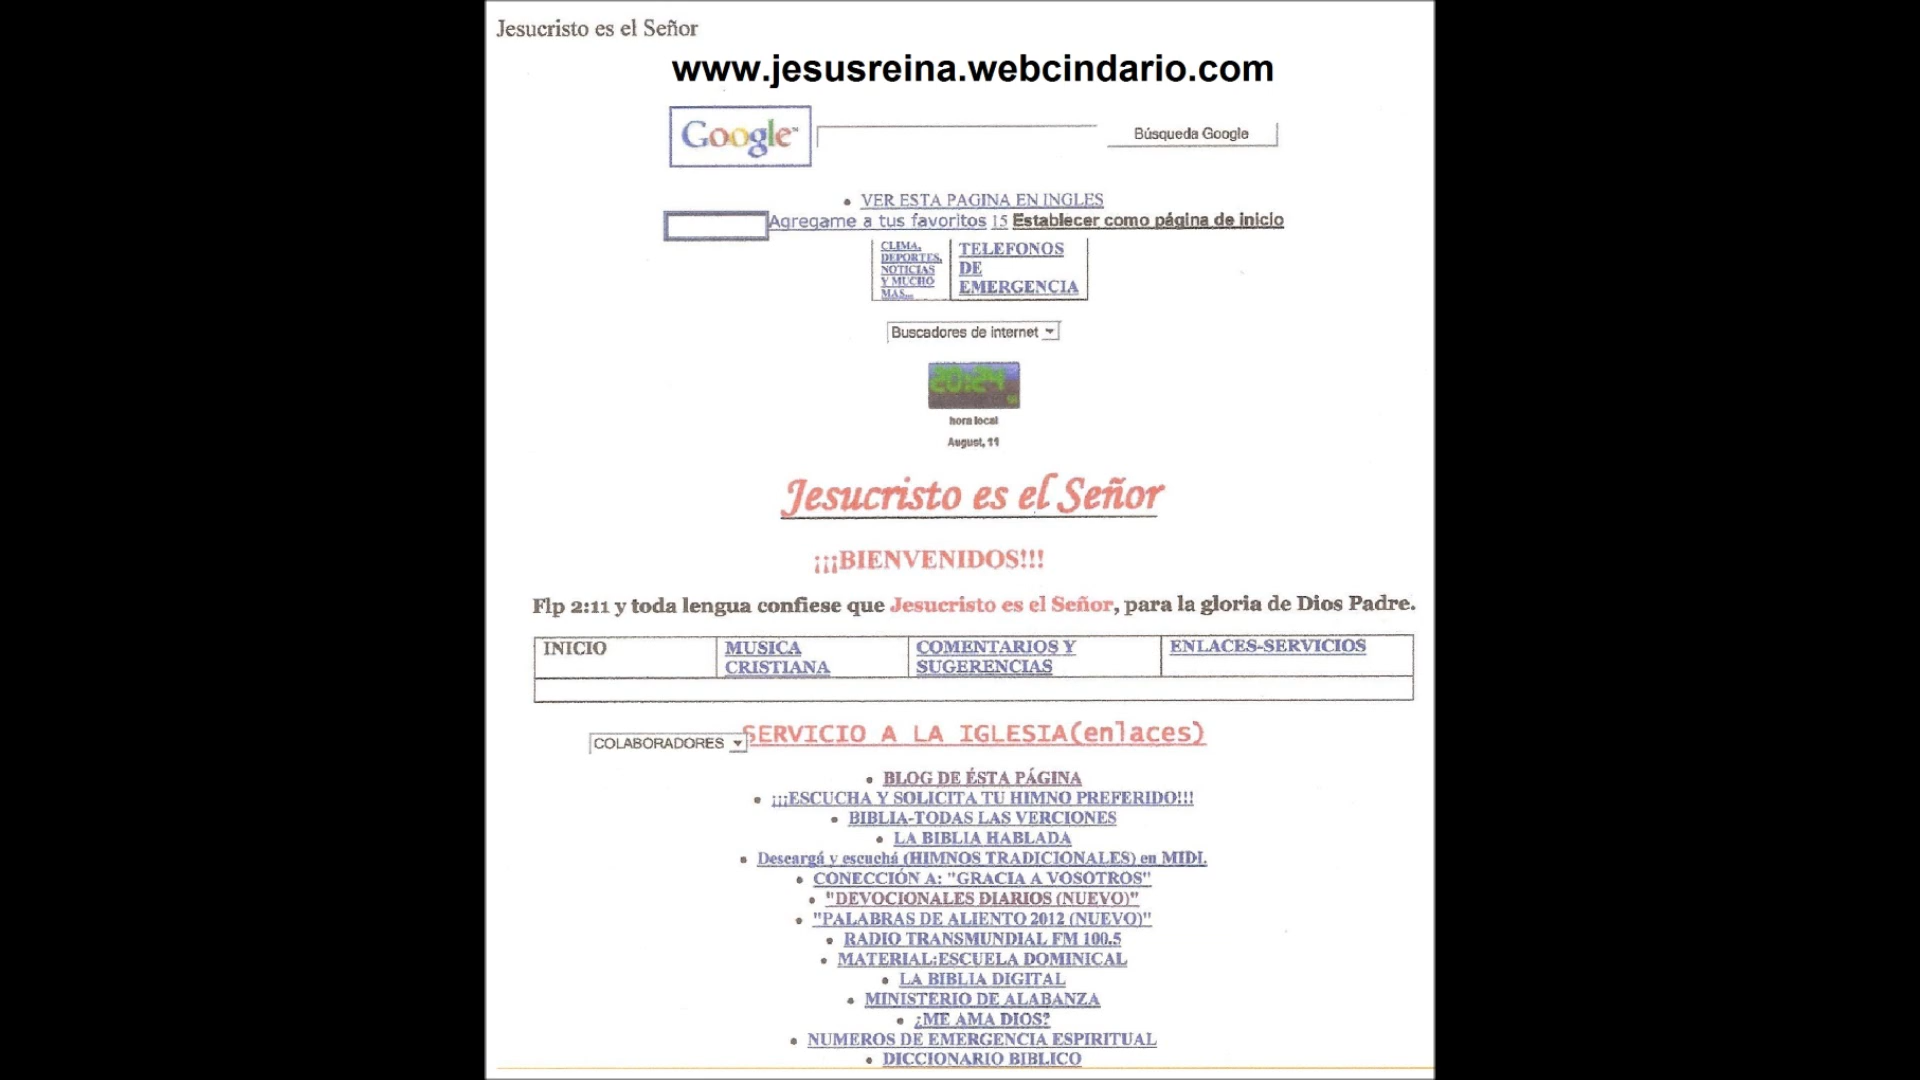 Jesucristo es el Señor
www.jesusreina.webcindario.com
Google™ Búsqueda Google
• VER ESTA PAGINA EN INGLES
Agregame a tus favoritos 15 Establecer como página de inicio
CLIMA,
DEPORTES,
NOTICIAS
Y MUCHO
MAS...
TELEFONOS
DE
EMERGENCIA
Buscadores de internet
20:24
hora local
August, 11
Jesucristo es el Señor
¡¡¡BIENVENIDOS!!!
Flp 2:11 y toda lengua confiese que Jesucristo es el Señor, para la gloria de Dios Padre.
INICIO
MUSICA
CRISTIANA
COMENTARIOS Y
SUGERENCIAS
ENLACES-SERVICIOS
SERVICIO A LA IGLESIA(enlaces)
COLABORADORES
• BLOG DE ÉSTA PÁGINA
• ¡¡¡ESCUCHA Y SOLICITA TU HIMNO PREFERIDO!!!
• BIBLIA-TODAS LAS VERCIONES
• LA BIBLIA HABLADA
• Descargá y escuchá (HIMNOS TRADICIONALES) en MIDI.
• CONECCIÓN A: "GRACIA A VOSOTROS"
• "DEVOCIONALES DIARIOS (NUEVO)"
• "PALABRAS DE ALIENTO 2012 (NUEVO)"
• RADIO TRANSMUNDIAL FM 100.5
• MATERIAL:ESCUELA DOMINICAL
• LA BIBLIA DIGITAL
• MINISTERIO DE ALABANZA
• ¿ME AMA DIOS?
• NUMEROS DE EMERGENCIA ESPIRITUAL
• DICCIONARIO BIBLICO